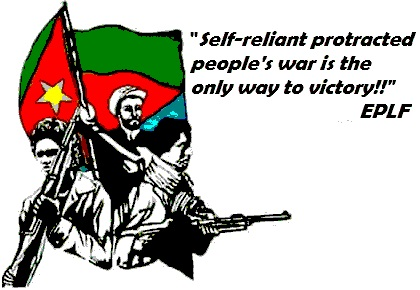 "Self-reliant protracted
people's war is the
only way to victory!!"
EPLF